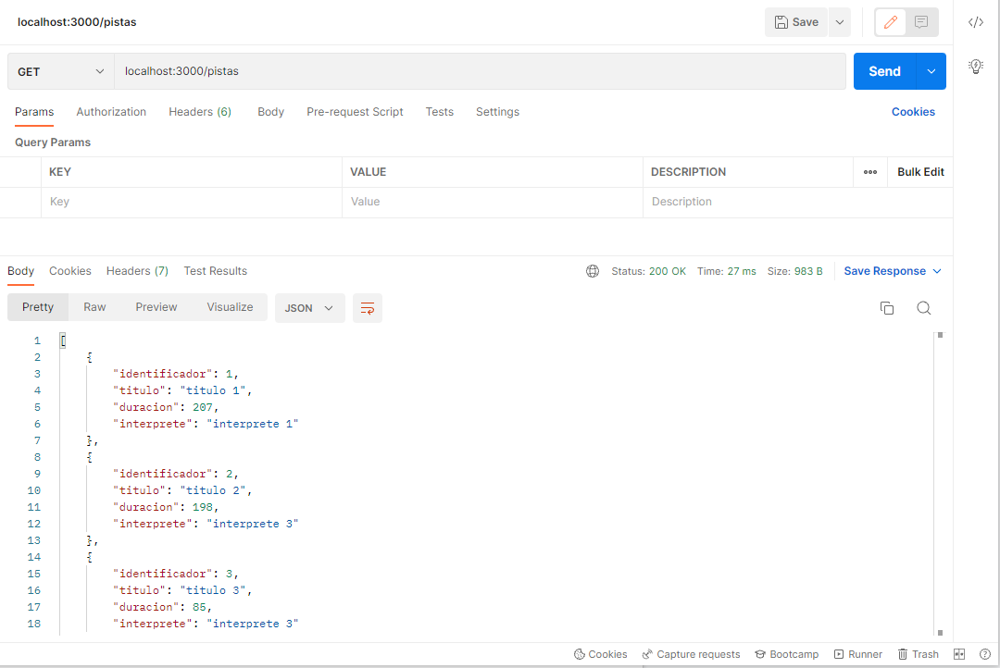 localhost:3000/pistas
Save
GET
localhost:3000/pistas
Send
Params Authorization Headers (6) Body Pre-request Script Tests Settings Cookies
Query Params
KEY VALUE DESCRIPTION ••• Bulk Edit
Key Value Description
Body Cookies Headers (7) Test Results Status: 200 OK Time: 27 ms Size: 983 B Save Response
Pretty Raw Preview Visualize JSON
1 [
2 {
3 "identificador": 1,
4 "titulo": "titulo 1",
5 "duracion": 207,
6 "interprete": "interprete 1"
7 },
8 {
9 "identificador": 2,
10 "titulo": "titulo 2",
11 "duracion": 198,
12 "interprete": "interprete 3"
13 },
14 {
15 "identificador": 3,
16 "titulo": "titulo 3",
17 "duracion": 85,
18 "interprete": "interprete 3"
Cookies Capture requests Bootcamp Runner Trash